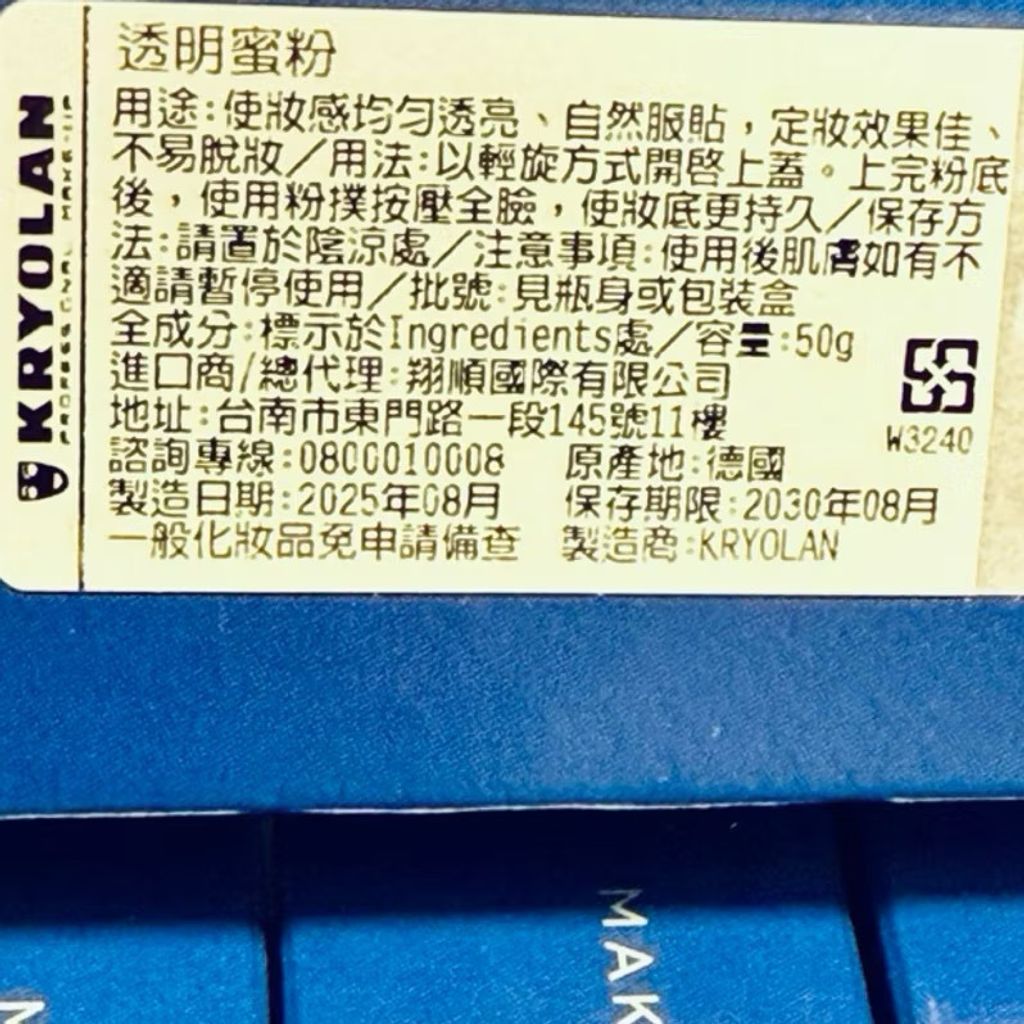 KRYOLAN
透明蜜粉
用途:使妝感均勻透亮、自然服貼，定妝效果佳、
不易脫妝／用法:以輕旋方式開啓上蓋。上完粉底
後，使用粉撲按壓全臉，使妝底更持久／保存方
法:請置於陰涼處／注意事項:使用後肌膚如有不
適請暫停使用／批號:見瓶身或包裝盒
全成分:標示於Ingredients處／容量:50g
進口商/總代理:翔順國際有限公司
地址:台南市東門路一段145號11樓
W3240
諮詢專線:0800010008 原產地:德國
製造日期:2025年08月 保存期限:2030年08月
一般化妝品免申請備查 製造商:KRYOLAN
MAK